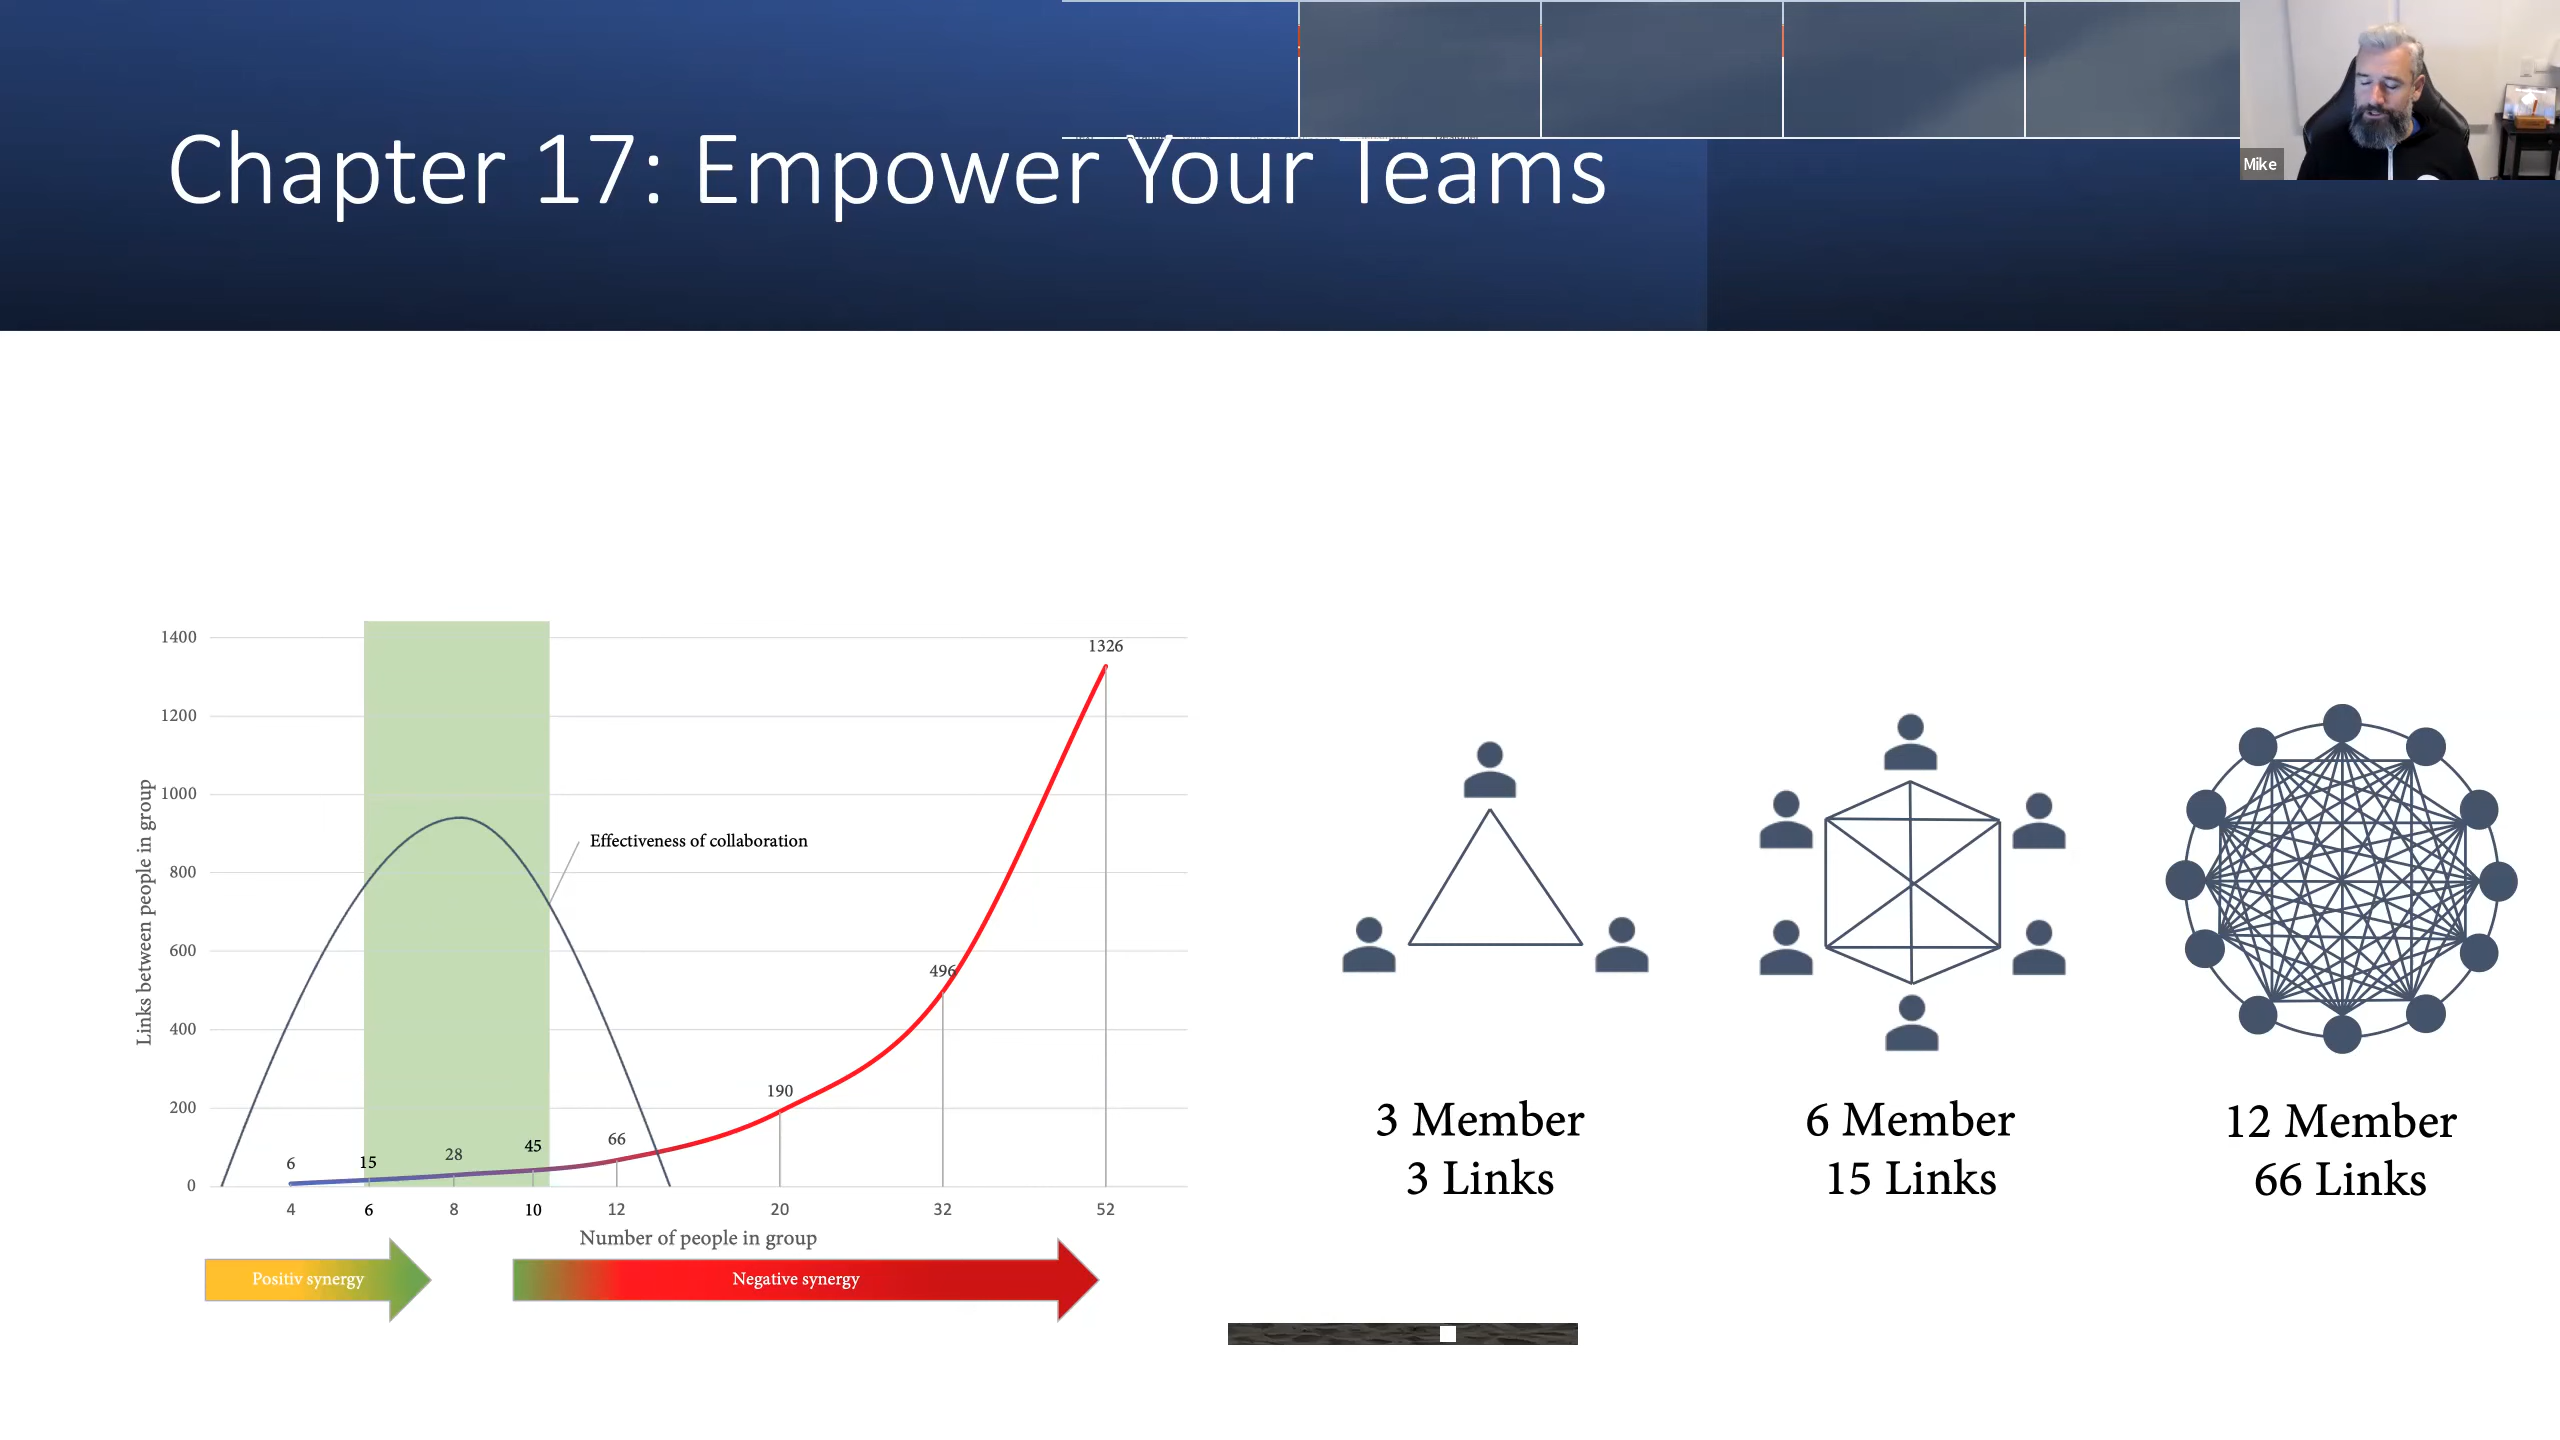 Chapter 17: Empower Your Teams
Mike
1400
1200
1000
800
600
400
200
0
Links between people in group
1326
496
190
66
45
28
15
6
Effectiveness of collaboration
4 6 8 10 12 20 32 52
Number of people in group
Positiv synergy
Negative synergy
3 Member
3 Links
6 Member
15 Links
12 Member
66 Links